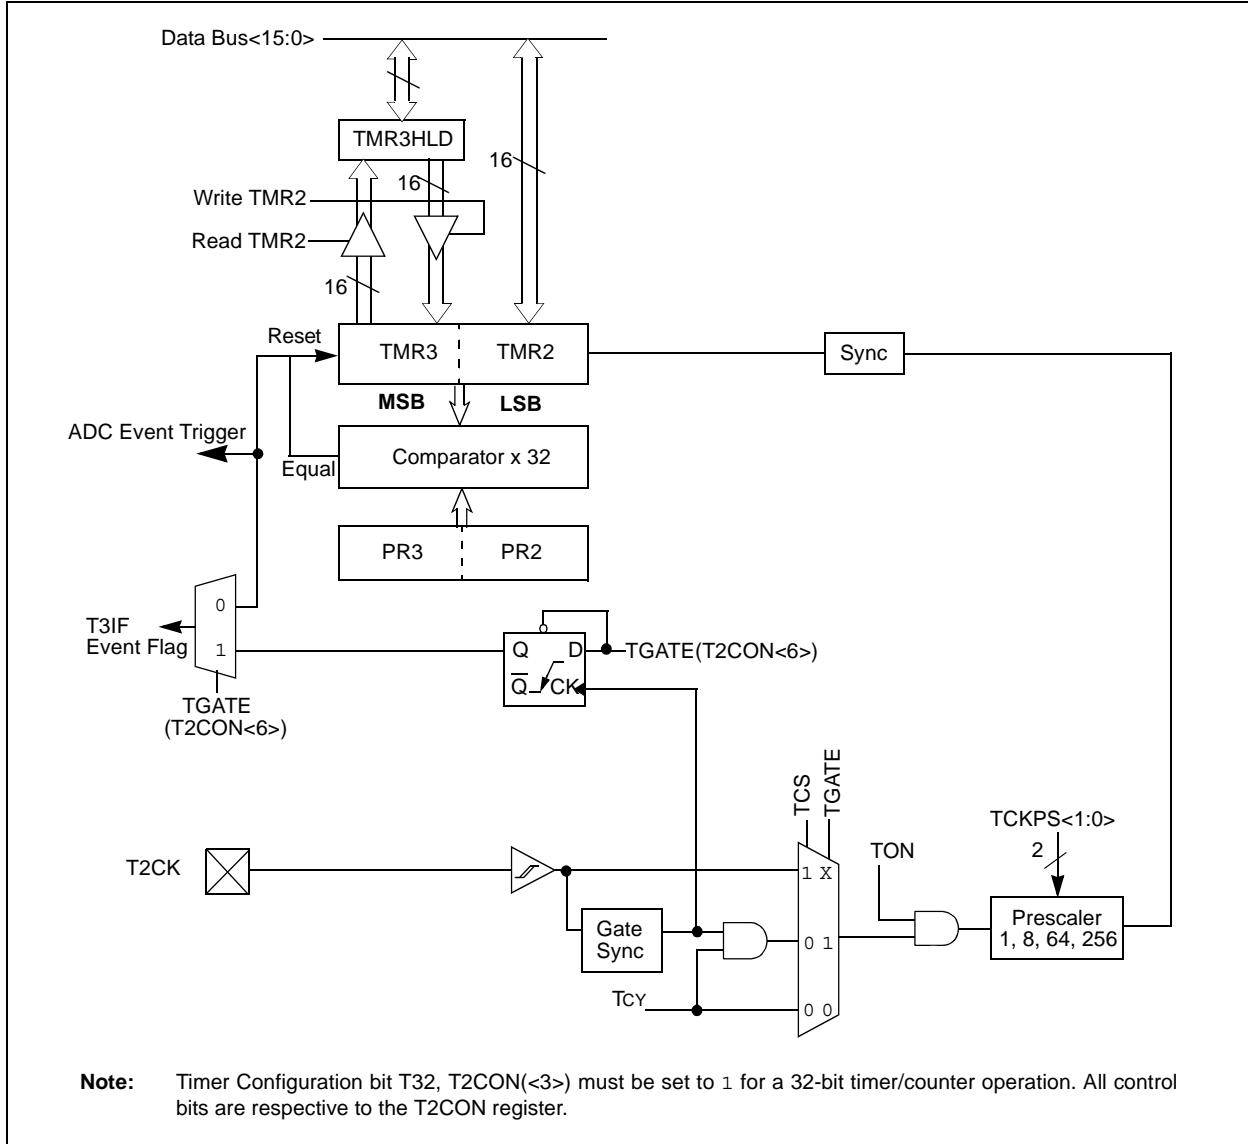 Data Bus<15:0>
TMR3HLD
16
16
Write TMR2
Read TMR2
16
Reset
TMR3
TMR2
Sync
MSB
LSB
ADC Event Trigger
Equal
Comparator x 32
PR3
PR2
0
1
T3IF
Event Flag
Q
D
Q
CK
TGATE(T2CON<6>)
TGATE
(T2CON<6>)
TCS
TGATE
TCKPS<1:0>
2
TON
T2CK
1 X
Prescaler
1, 8, 64, 256
Gate
Sync
0 1
TCY
0 0
Note: Timer Configuration bit T32, T2CON(<3>) must be set to 1 for a 32-bit timer/counter operation. All control
bits are respective to the T2CON register.